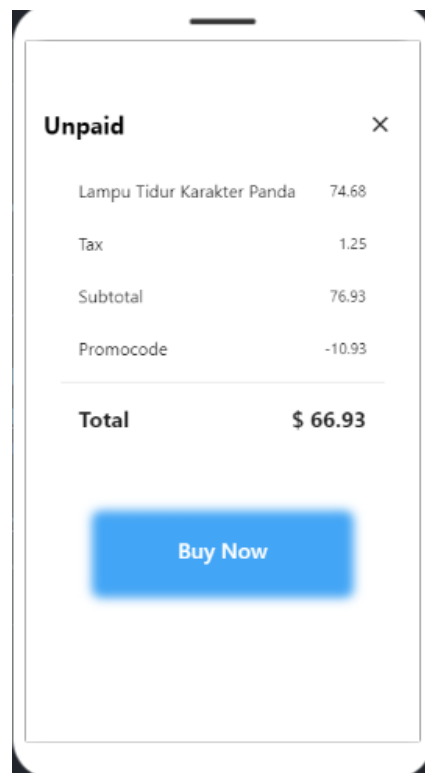 Unpaid ×
Lampu Tidur Karakter Panda 74.68
Tax 1.25
Subtotal 76.93
Promocode -10.93
Total $ 66.93
Buy Now